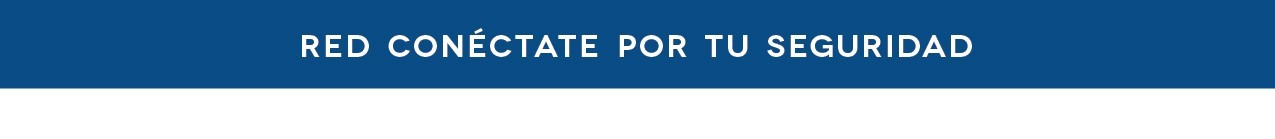 RED CONÉCTATE POR TU SEGURIDAD